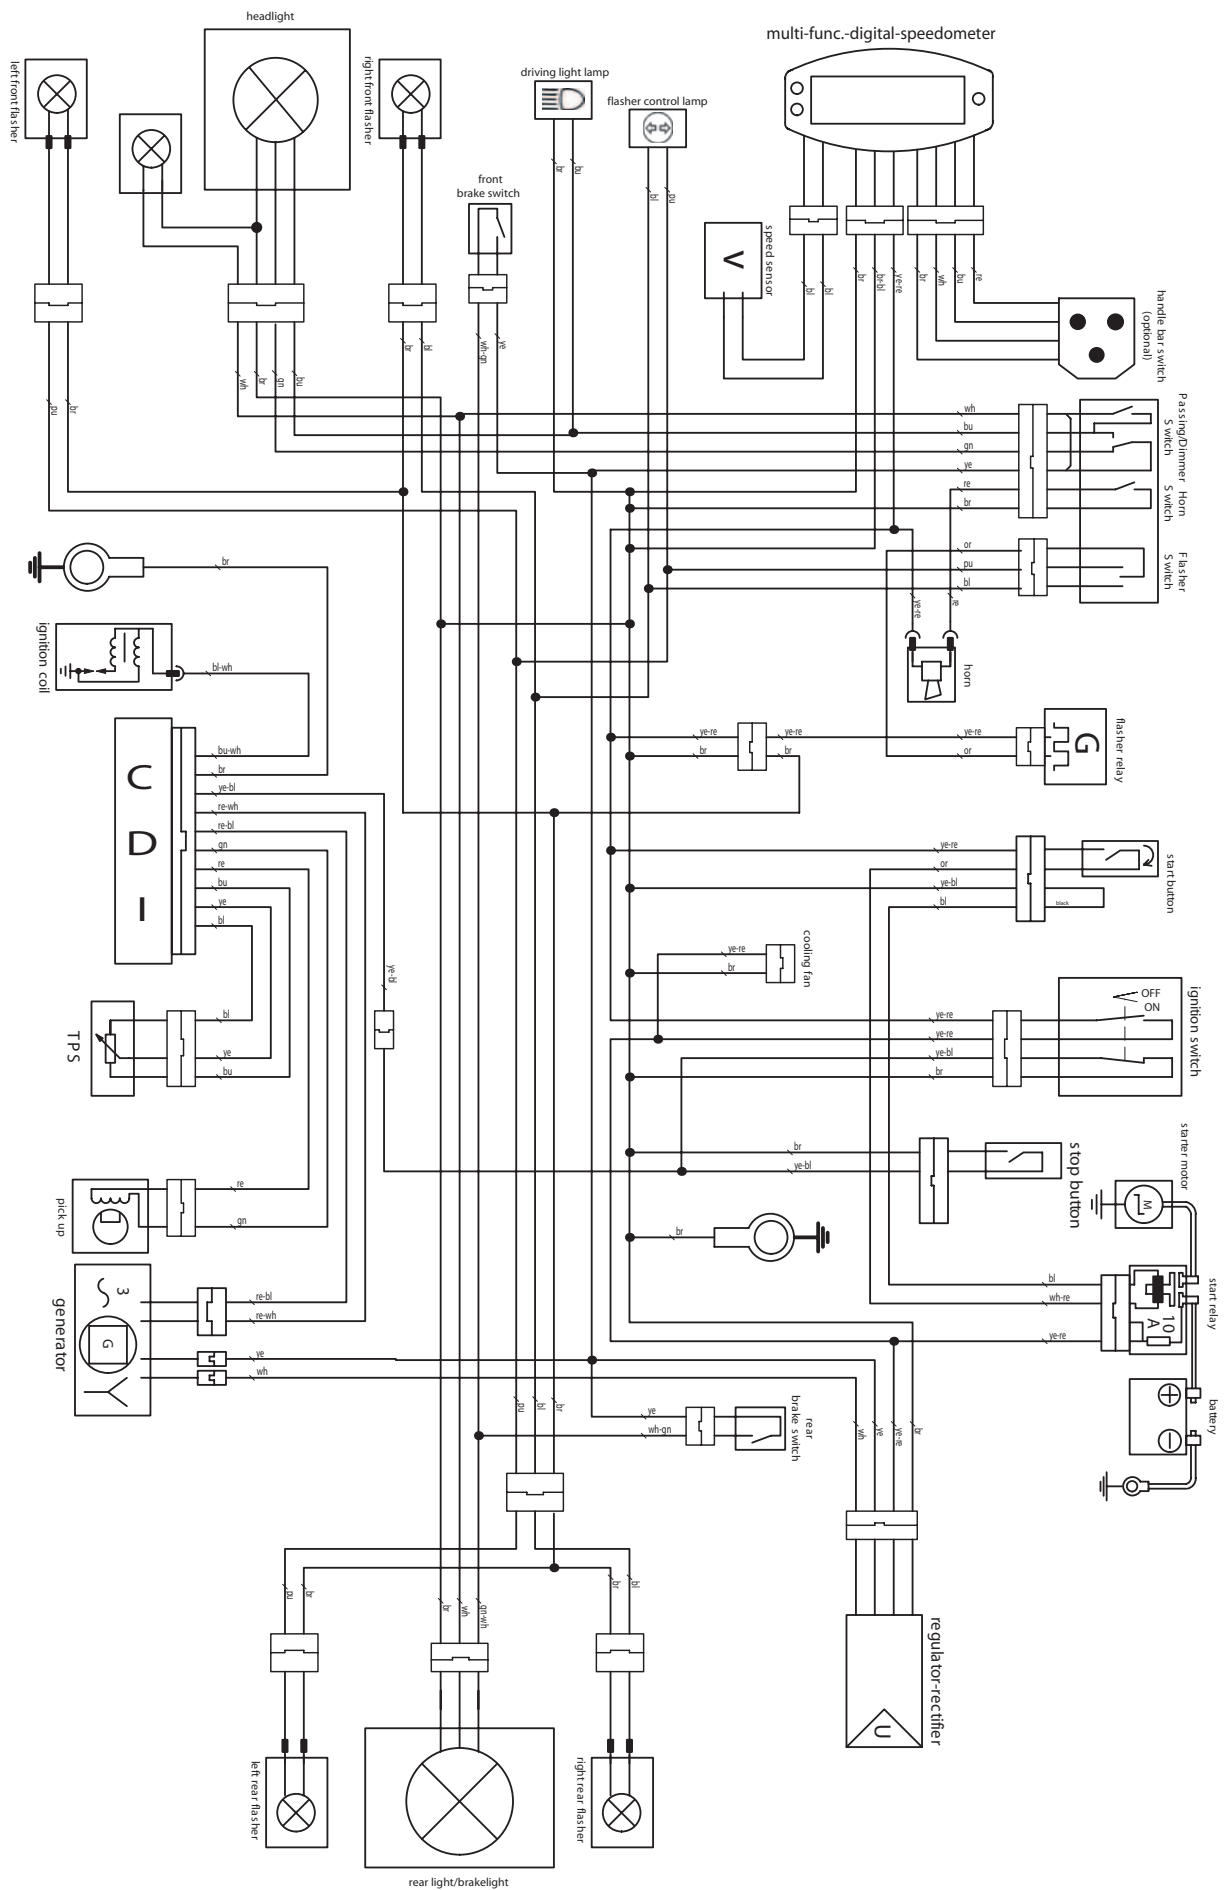 headlight
left front flasher
right front flasher
driving light lamp
flasher control lamp
multi-func.-digital-speedometer
front
brake switch
speed sensor
V
handle bar switch
(optional)
br
bu
bl
pu
bl
bl
br
br-bl
ye-re
br
wh
bu
re
wh-gn
ye
br
bl
wh
br
gn
bu
pu
br
Passing/Dimmer
Switch
Horn
Switch
Flasher
Switch
wh
bu
gn
ye
re
br
or
pu
bl
ye-re
re
horn
br
ignition coil
bl-wh
flasher relay
G
ye-re
br
ye-re
br
ye-re
or
C
D
I
bu-wh
br
ye-bl
re-wh
re-bl
gn
re
bu
ye
bl
start button
ye-re
or
ye-bl
bl
black
cooling fan
ye-re
br
ye-bl
ignition switch
OFF
ON
ye-re
ye-re
ye-bl
br
TPS
bl
ye
bu
stop button
br
ye-bl
starter motor
M
pick up
re
gn
br
start relay
10
A
bl
wh-re
ye-re
generator
3
G
re-bl
re-wh
ye
wh
battery
rear
brake switch
ye
wh-gn
pu
bl
br
wh
ye
ye-re
br
regulator-rectifier
U
pu
br
br
wh
gn-wh
br
bl
left rear flasher
right rear flasher
rear light/brakelight